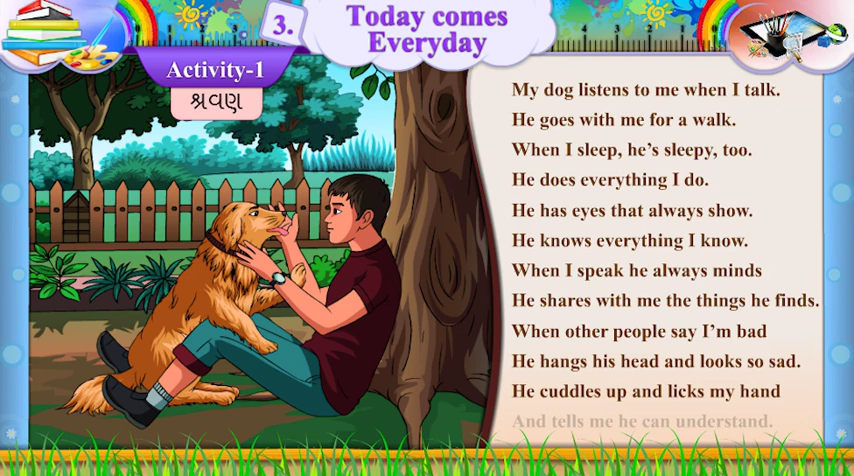 3.
Today comes
Everyday
Activity-1
શ્રવણ
My dog listens to me when I talk.
He goes with me for a walk.
When I sleep, he's sleepy, too.
He does everything I do.
He has eyes that always show.
He knows everything I know.
When I speak he always minds
He shares with me the things he finds.
When other people say I'm bad
He hangs his head and looks so sad.
He cuddles up and licks my hand
And tells me he can understand.